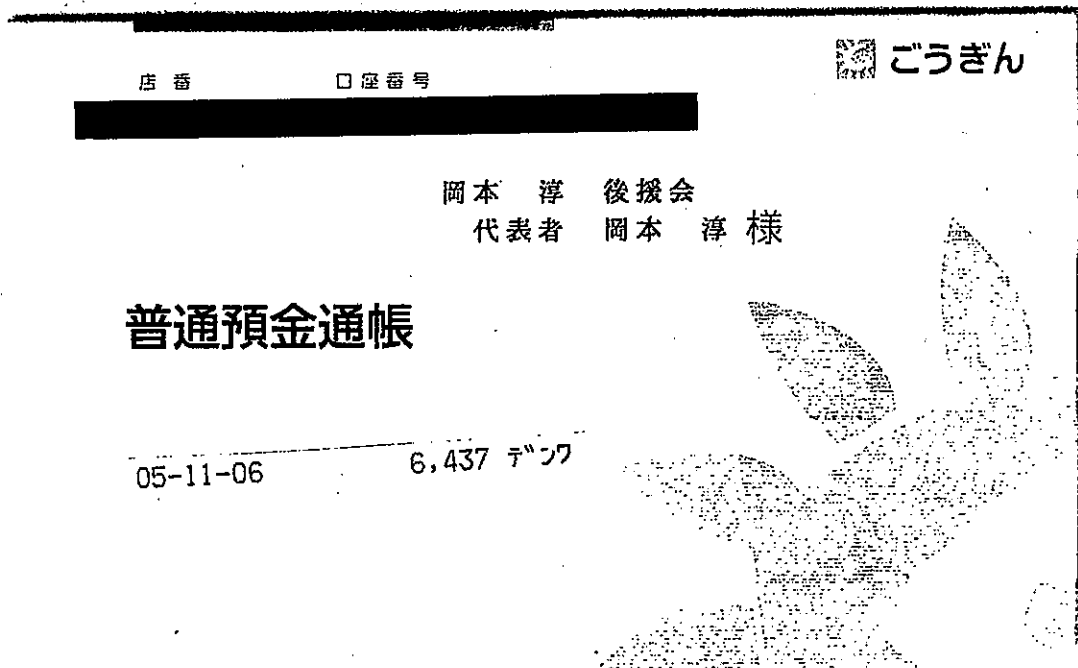 ごうぎん
店番 口座番号
岡本 淳 後援会
代表者 岡本 淳 様
普通預金通帳
05-11-06 6,437 デンワ